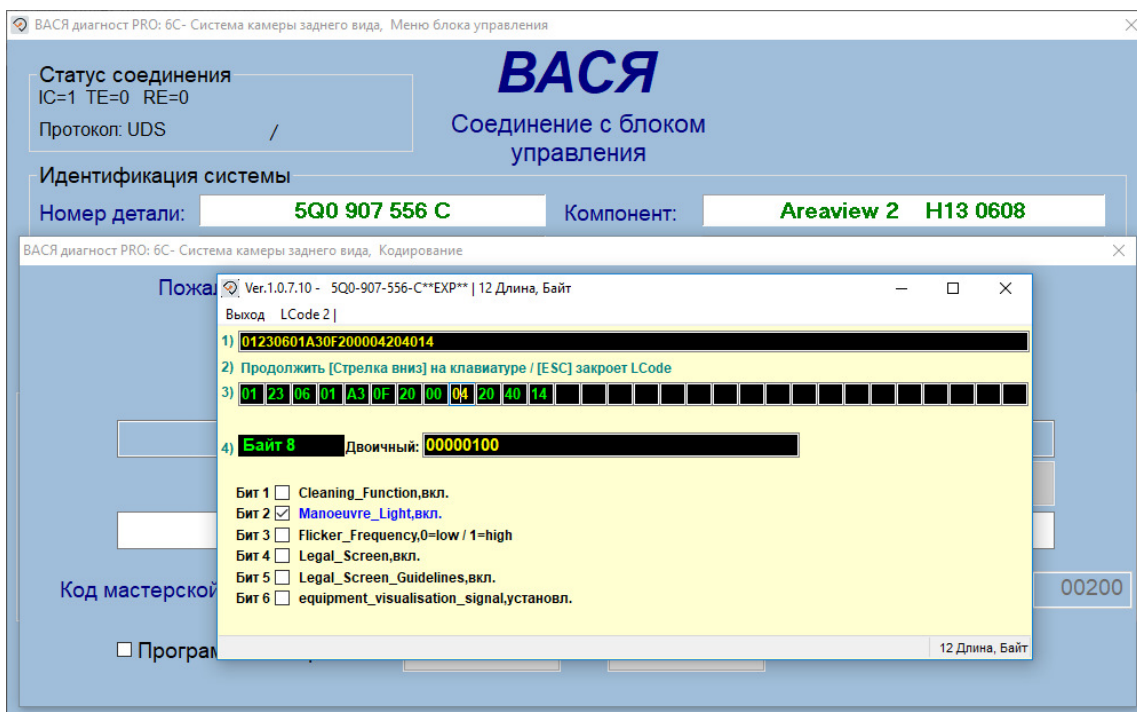 ВАСЯ диагност PRO: 6C- Система камеры заднего вида, Меню блока управления
Статус соединения
IC=1 TE=0 RE=0
Протокол: UDS /
ВАСЯ
Соединение с блоком
управления
Идентификация системы
Номер детали: 5Q0 907 556 C Компонент: Areaview 2 H13 0608
ВАСЯ диагност PRO: 6C- Система камеры заднего вида, Кодирование
Ver.1.0.7.10 - 5Q0-907-556-C**EXP** | 12 Длина, Байт
Выход LCode 2 |
1) 01230601A30F200004204014
2) Продолжить [Стрелка вниз] на клавиатуре / [ESC] закроет LCode
3) 01 23 06 01 A3 0F 20 00 04 20 40 14
4) Байт 8 Двоичный: 00000100
Бит 1 Cleaning_Function,вкл.
Бит 2 Manoeuvre_Light,вкл.
Бит 3 Flicker_Frequency,0=low / 1=high
Бит 4 Legal_Screen,вкл.
Бит 5 Legal_Screen_Guidelines,вкл.
Бит 6 equipment_visualisation_signal,установл.
Код мастерской 00200
12 Длина, Байт